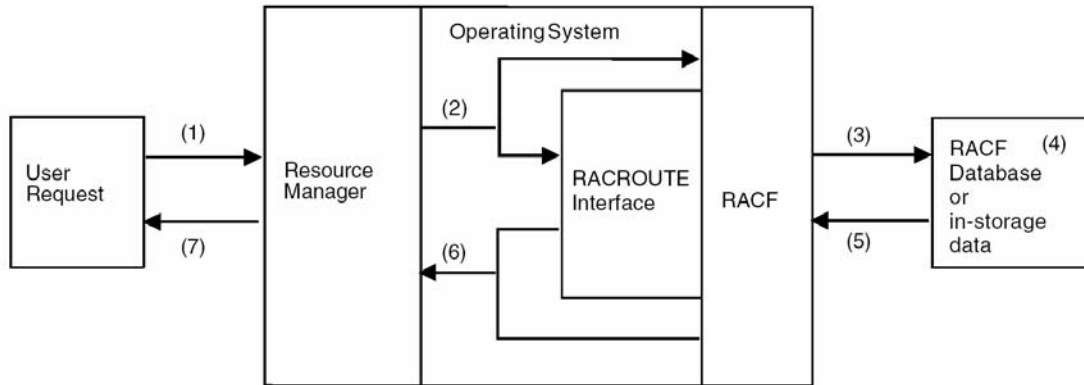 Operating System
(1)
User
Request
(7)
Resource
Manager
(2)
(6)
RACROUTE
Interface
RACF
(3)
(5)
RACF (4)
Database
or
in-storage
data